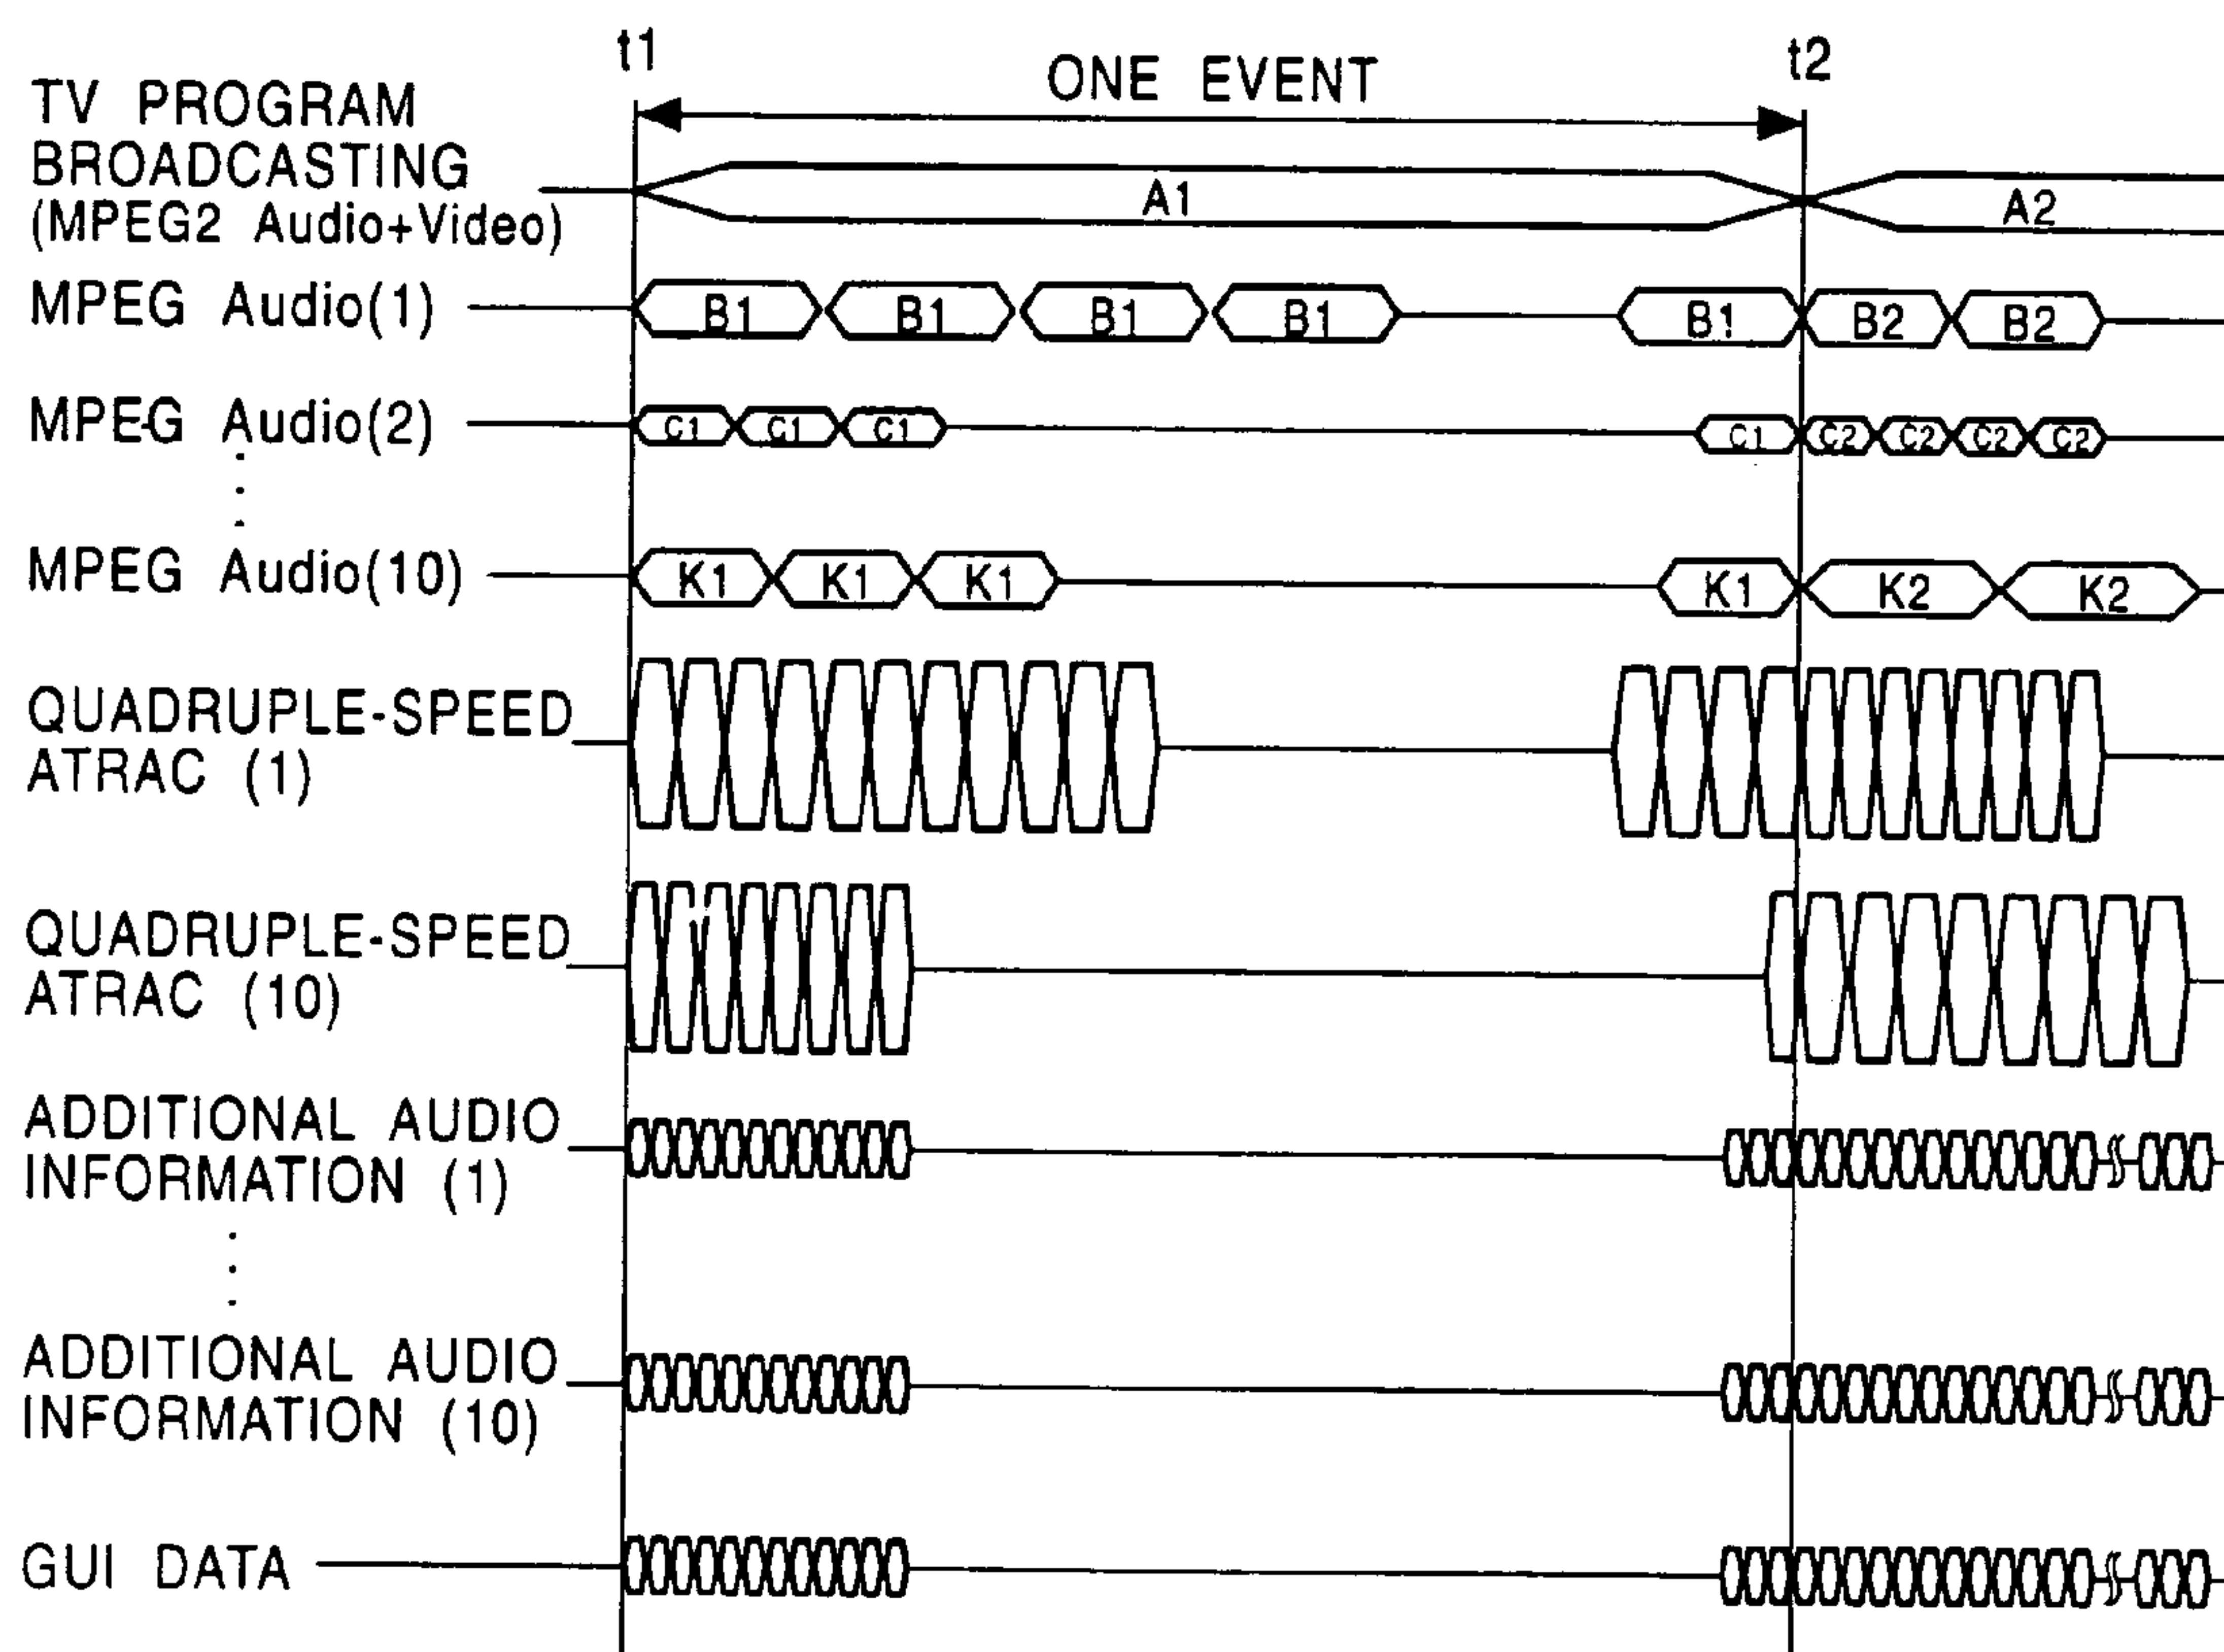 t1
ONE EVENT
t2
TV PROGRAM
BROADCASTING
(MPEG2 Audio+Video)
A1
A2
MPEG Audio(1)
B1 B1 B1 B1 B1 B2 B2
MPEG Audio(2)
C1 C1 C1 C1 C2 C2 C2 C2
MPEG Audio(10)
K1 K1 K1 K1 K2 K2
QUADRUPLE-SPEED
ATRAC (1)
QUADRUPLE-SPEED
ATRAC (10)
ADDITIONAL AUDIO
INFORMATION (1)
ADDITIONAL AUDIO
INFORMATION (10)
GUI DATA